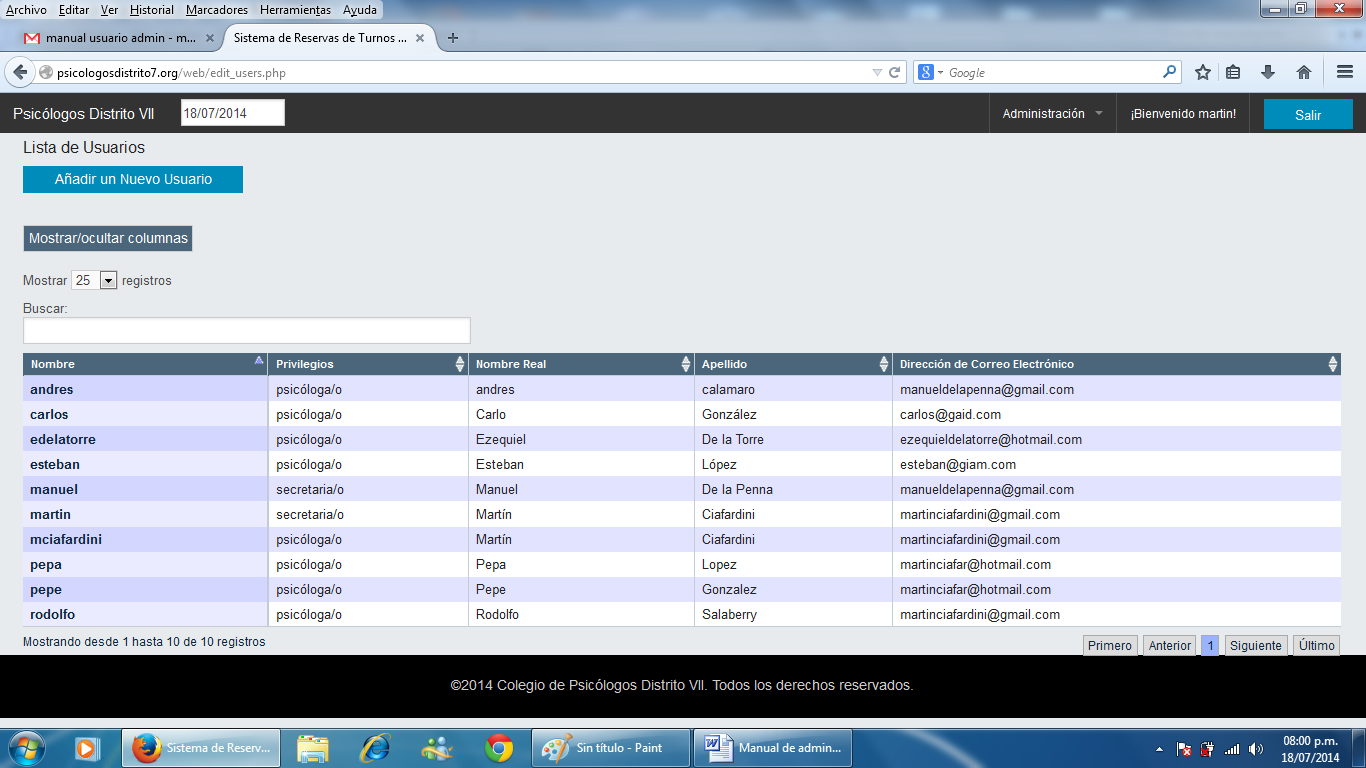 Archivo Editar Ver Historial Marcadores Herramientas Ayuda
manual usuario admin - m... × Sistema de Reservas de Turnos ... × +
psicologosdistrito7.org/web/edit_users.php Google
Psicólogos Distrito VII 18/07/2014 Administración ¡Bienvenido martin! Salir
Lista de Usuarios
Añadir un Nuevo Usuario
Mostrar/ocultar columnas
Mostrar 25 registros
Buscar:
Nombre Privilegios Nombre Real Apellido Dirección de Correo Electrónico
andres psicóloga/o andres calamaro manueldelapenna@gmail.com
carlos psicóloga/o Carlo González carlos@gaid.com
edelatorre psicóloga/o Ezequiel De la Torre ezequieldelatorre@hotmail.com
esteban psicóloga/o Esteban López esteban@giam.com
manuel secretaria/o Manuel De la Penna manueldelapenna@gmail.com
martin secretaria/o Martín Ciafardini martinciafardini@gmail.com
mciafardini psicóloga/o Martín Ciafardini martinciafardini@gmail.com
pepa psicóloga/o Pepa Lopez martinciafar@hotmail.com
pepe psicóloga/o Pepe Gonzalez martinciafar@hotmail.com
rodolfo psicóloga/o Rodolfo Salaberry martinciafardini@gmail.com
Mostrando desde 1 hasta 10 de 10 registros Primero Anterior 1 Siguiente Último
©2014 Colegio de Psicólogos Distrito VII. Todos los derechos reservados.
Sistema de Reserv... Sin título - Paint Manual de admin... 08:00 p.m.
18/07/2014